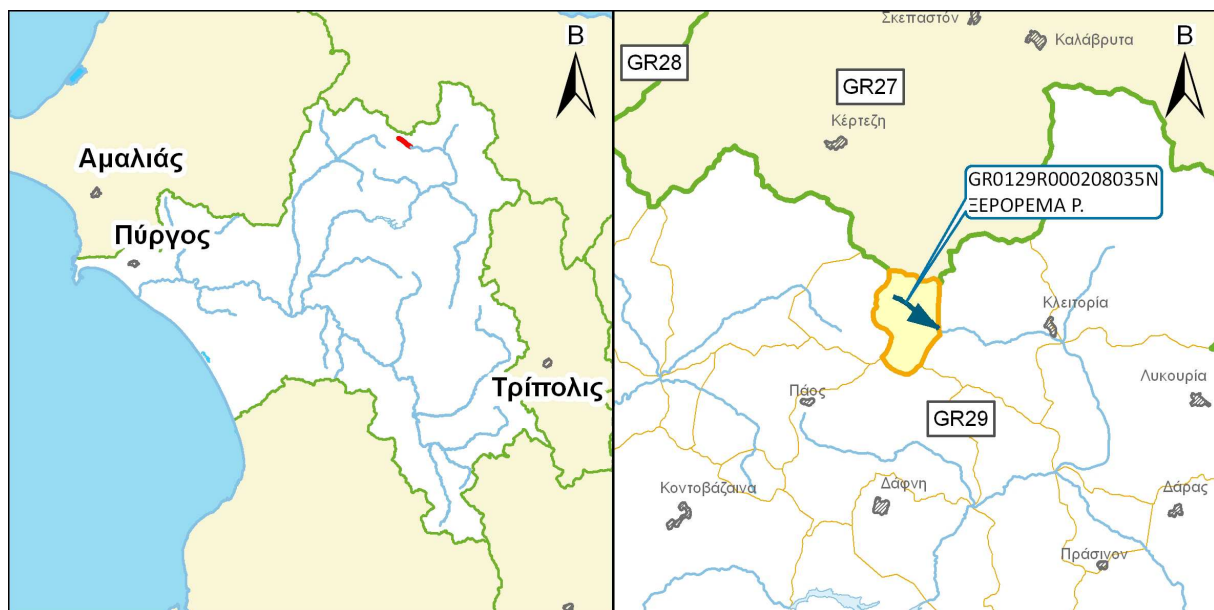 Β
Αμαλιάς
Πύργος
Τρίπολις
Β
Σκεπαστόν
Καλάβρυτα
GR28
GR27
Κέρτεζη
GR0129R000208035N
ΞΕΡΟΡΕΜΑ Ρ.
Κλειτορία
Λυκουρία
Πάος
GR29
Κοντοβάζαινα
Δάφνη
Δάρας
Πράσινον